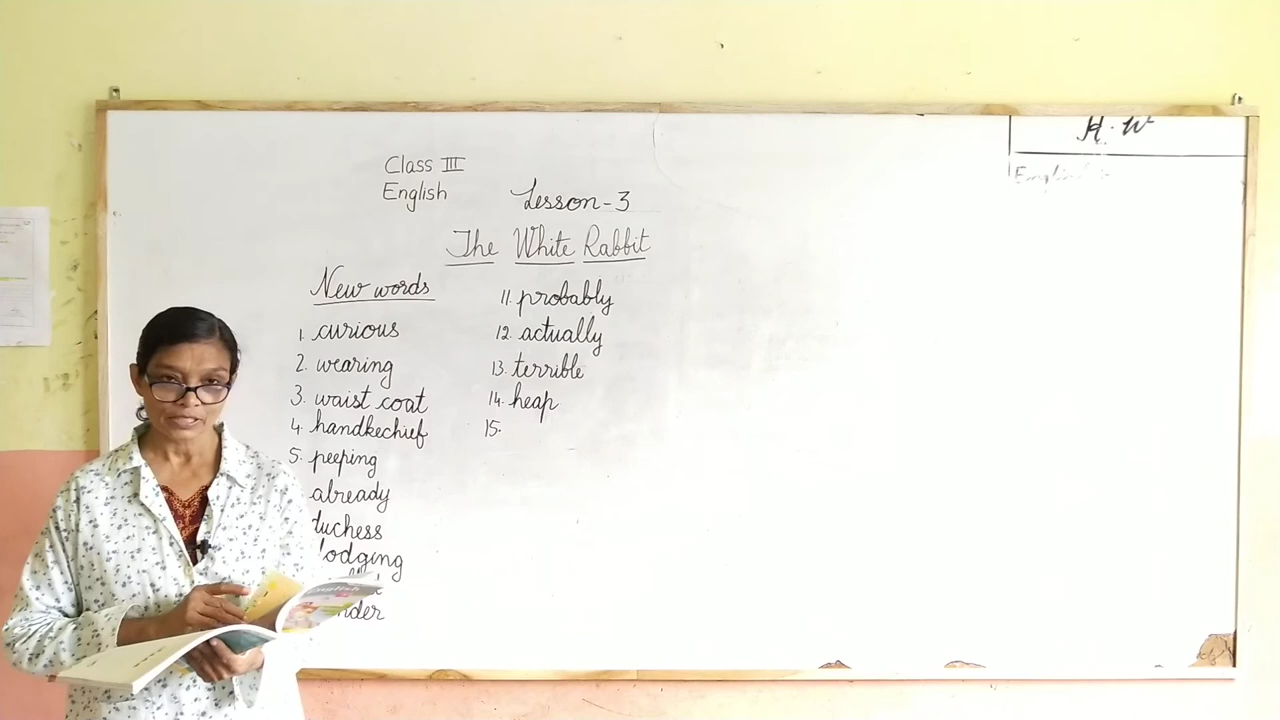 H.W
Class III
English
Lesson-3
The White Rabbit
New words
1. curious
2. wearing
3. waist coat
4. handkechief
5. peeping
already
duchess
lodging
11. probably
12. actually
13. terrible
14. heap
15.
English